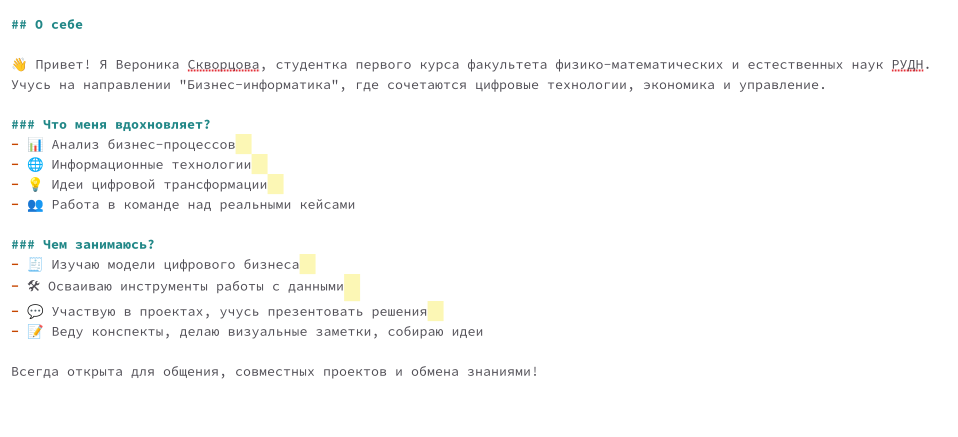 ## О себе
👋 Привет! Я Вероника Скворцова, студентка первого курса факультета физико-математических и естественных наук РУДН.
Учусь на направлении "Бизнес-информатика", где сочетаются цифровые технологии, экономика и управление.
### Что меня вдохновляет?
- 📊 Анализ бизнес-процессов
- 🌐 Информационные технологии
- 💡 Идеи цифровой трансформации
- 👥 Работа в команде над реальными кейсами
### Чем занимаюсь?
- 🧾 Изучаю модели цифрового бизнеса
- 🛠 Осваиваю инструменты работы с данными
- 💬 Участвую в проектах, учусь презентовать решения
- 📝 Веду конспекты, делаю визуальные заметки, собираю идеи
Всегда открыта для общения, совместных проектов и обмена знаниями!